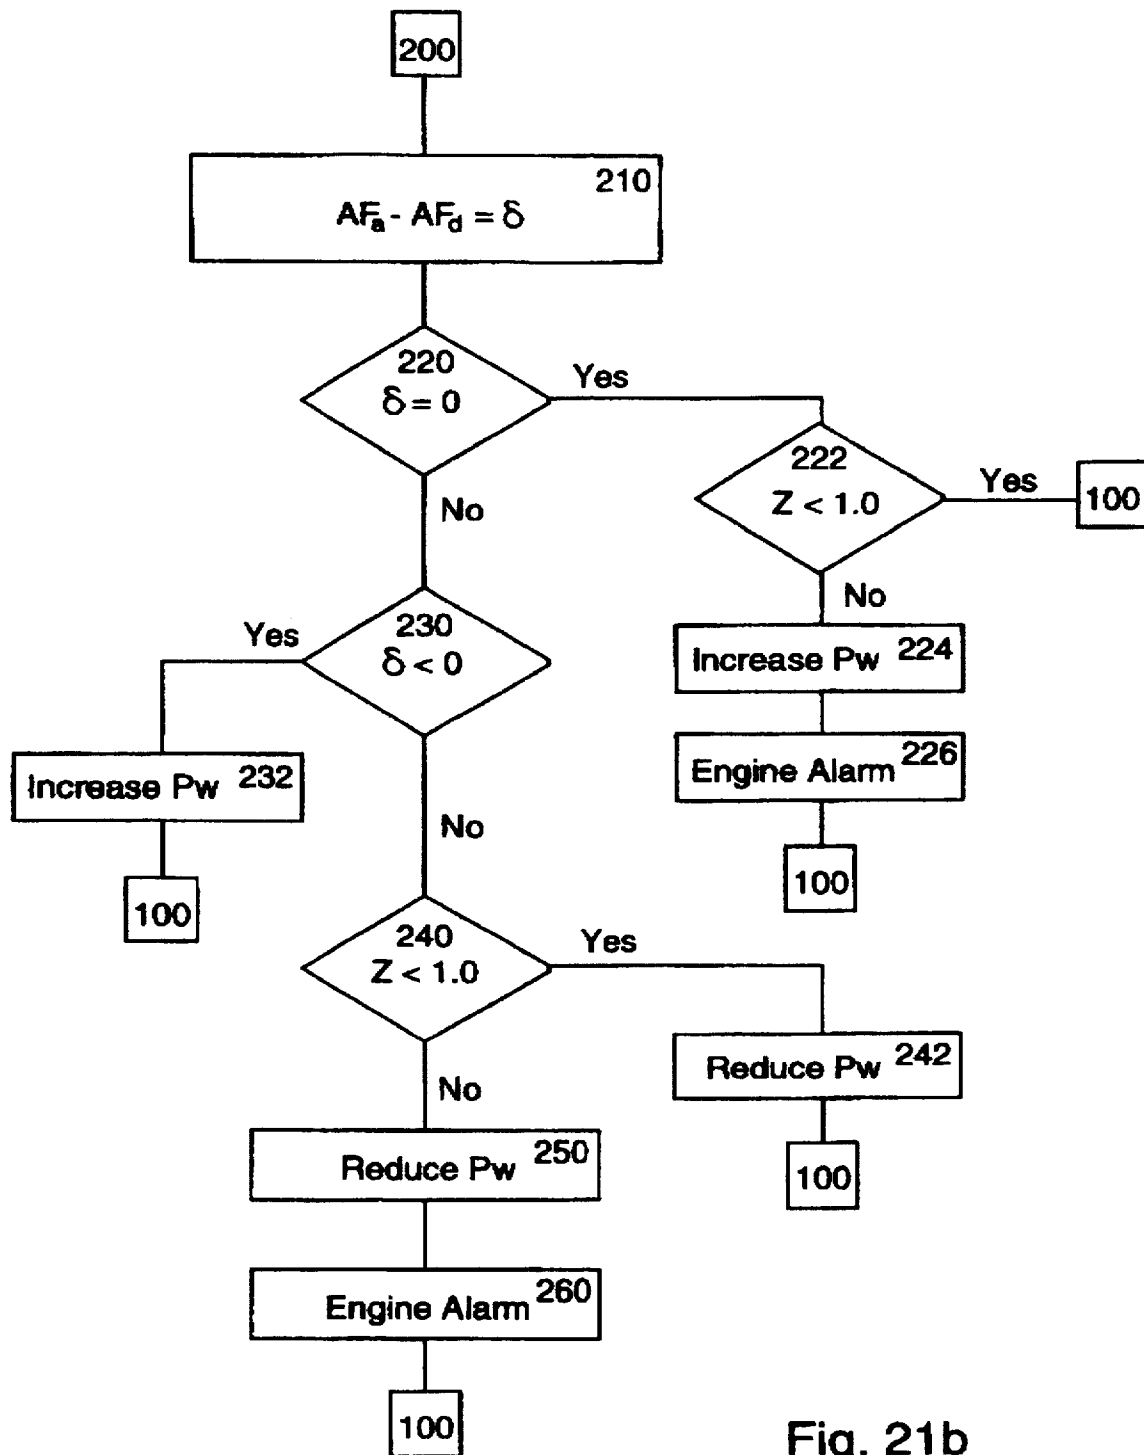 200
210
AFa - AFd = δ
220
δ = 0
Yes
No
222
Z < 1.0
Yes
100
No
Increase Pw 224
Engine Alarm 226
100
230
δ < 0
Yes
Increase Pw 232
100
No
240
Z < 1.0
Yes
Reduce Pw 242
100
No
Reduce Pw 250
Engine Alarm 260
100
Fig. 21b